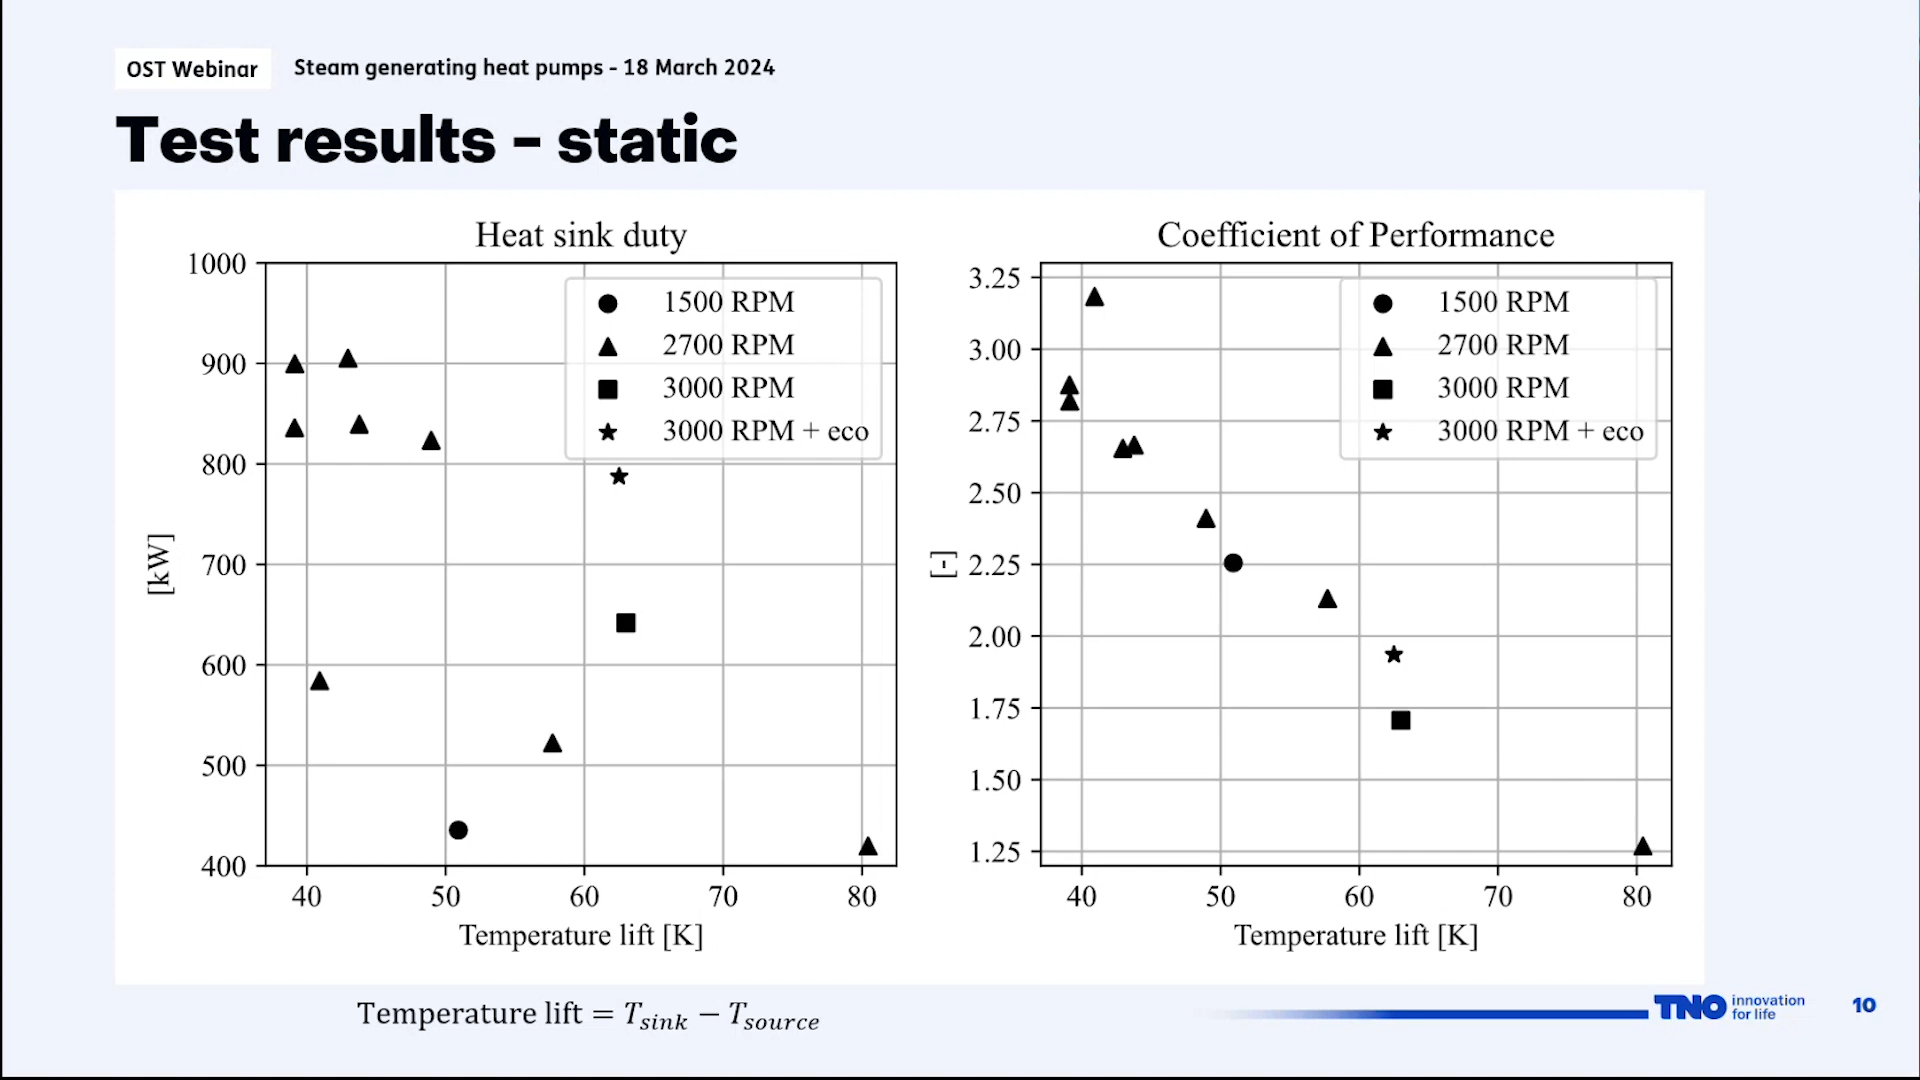 OST Webinar Steam generating heat pumps - 18 March 2024
Test results – static
Heat sink duty
1000
900
800
700
600
500
400
[kW]
1500 RPM
2700 RPM
3000 RPM
3000 RPM + eco
40 50 60 70 80
Temperature lift [K]
Coefficient of Performance
3.25
3.00
2.75
2.50
2.25
2.00
1.75
1.50
1.25
[-]
1500 RPM
2700 RPM
3000 RPM
3000 RPM + eco
40 50 60 70 80
Temperature lift [K]
Temperature lift = T_sink − T_source
TNO innovation
for life
10